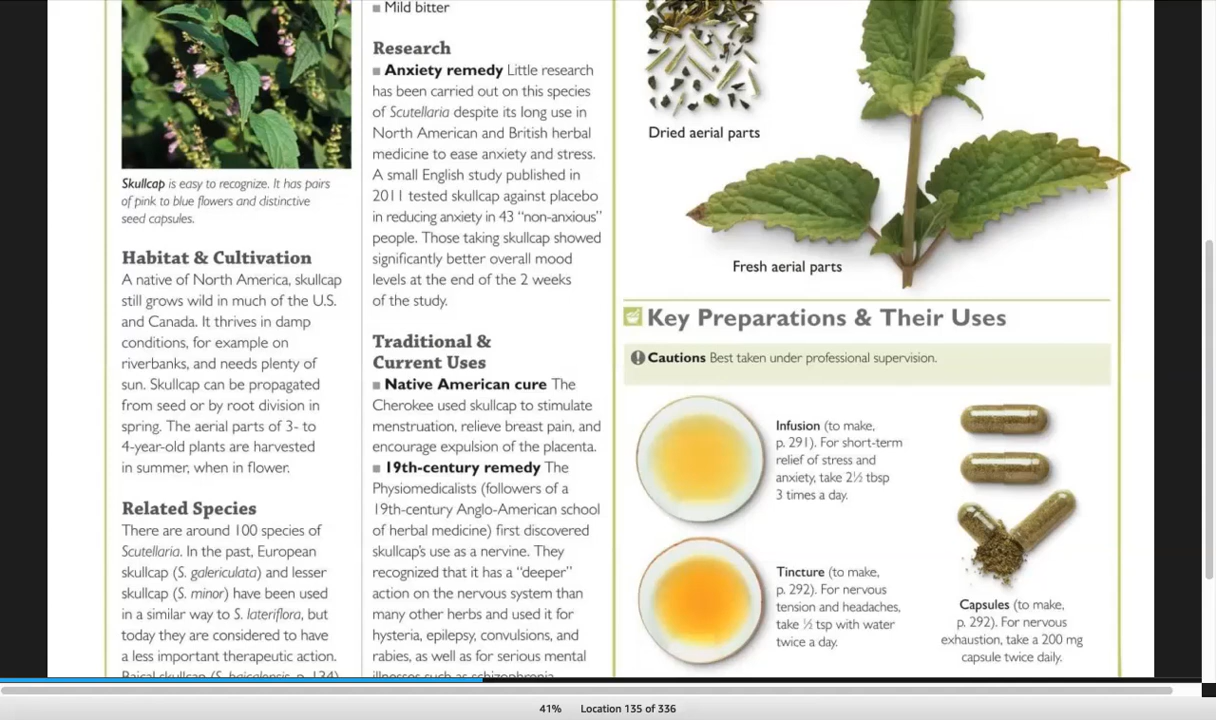 Skullcap is easy to recognize. It has pairs
of pink to blue flowers and distinctive
seed capsules.
Habitat & Cultivation
A native of North America, skullcap
still grows wild in much of the U.S.
and Canada. It thrives in damp
conditions, for example on
riverbanks, and needs plenty of
sun. Skullcap can be propagated
from seed or by root division in
spring. The aerial parts of 3- to
4-year-old plants are harvested
in summer, when in flower.
Related Species
There are around 100 species of
Scutellaria. In the past, European
skullcap (S. galericulata) and lesser
skullcap (S. minor) have been used
in a similar way to S. lateriflora, but
today they are considered to have
a less important therapeutic action.
Baical skullcap (S. baicalensis, p. 134)
■ Mild bitter
Research
■ Anxiety remedy Little research
has been carried out on this species
of Scutellaria despite its long use in
North American and British herbal
medicine to ease anxiety and stress.
A small English study published in
2011 tested skullcap against placebo
in reducing anxiety in 43 “non-anxious”
people. Those taking skullcap showed
significantly better overall mood
levels at the end of the 2 weeks
of the study.
Traditional &
Current Uses
■ Native American cure The
Cherokee used skullcap to stimulate
menstruation, relieve breast pain, and
encourage expulsion of the placenta.
■ 19th-century remedy The
Physiomedicalists (followers of a
19th-century Anglo-American school
of herbal medicine) first discovered
skullcap’s use as a nervine. They
recognized that it has a “deeper”
action on the nervous system than
many other herbs and used it for
hysteria, epilepsy, convulsions, and
rabies, as well as for serious mental
illnesses such as schizophrenia.
Dried aerial parts
Fresh aerial parts
Key Preparations & Their Uses
Cautions Best taken under professional supervision.
Infusion (to make,
p. 291). For short-term
relief of stress and
anxiety, take 2½ tbsp
3 times a day.
Tincture (to make,
p. 292). For nervous
tension and headaches,
take ½ tsp with water
twice a day.
Capsules (to make,
p. 292). For nervous
exhaustion, take a 200 mg
capsule twice daily.
41% Location 135 of 336